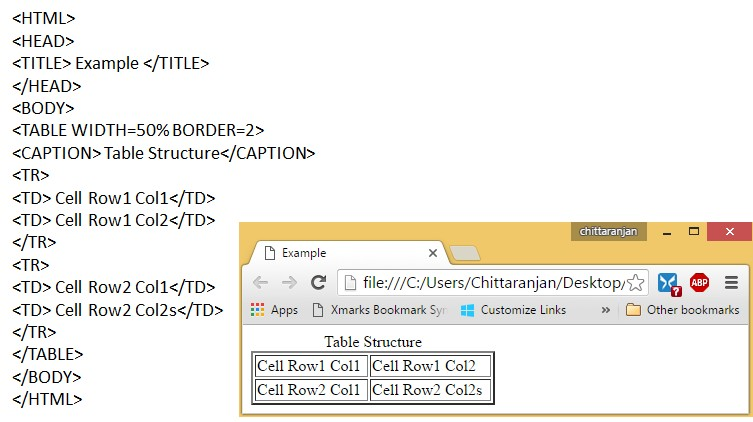 <HTML>
<HEAD>
<TITLE> Example </TITLE>
</HEAD>
<BODY>
<TABLE WIDTH=50% BORDER=2>
<CAPTION> Table Structure</CAPTION>
<TR>
<TD> Cell Row1 Col1</TD>
<TD> Cell Row1 Col2</TD>
</TR>
<TR>
<TD> Cell Row2 Col1</TD>
<TD> Cell Row2 Col2s</TD>
</TR>
</TABLE>
</BODY>
</HTML>
chittaranjan
Example
file:///C:/Users/Chittaranjan/Desktop/
ABP
?
Apps Xmarks Bookmark Syr Customize Links » Other bookmarks
Table Structure
Cell Row1 Col1 Cell Row1 Col2
Cell Row2 Col1 Cell Row2 Col2s